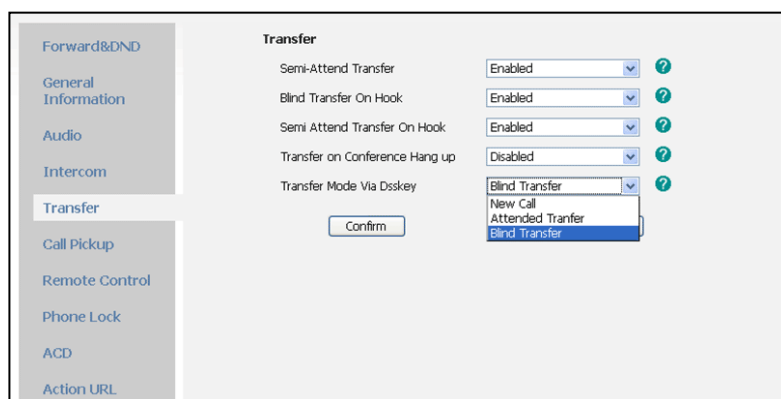 Forward&DND
General
Information
Audio
Intercom
Transfer
Call Pickup
Remote Control
Phone Lock
ACD
Action URL
Transfer
Semi-Attend Transfer Enabled ?
Blind Transfer On Hook Enabled ?
Semi Attend Transfer On Hook Enabled ?
Transfer on Conference Hang up Disabled ?
Transfer Mode Via Dsskey Blind Transfer ?
New Call
Attended Tranfer
Blind Transfer
Confirm